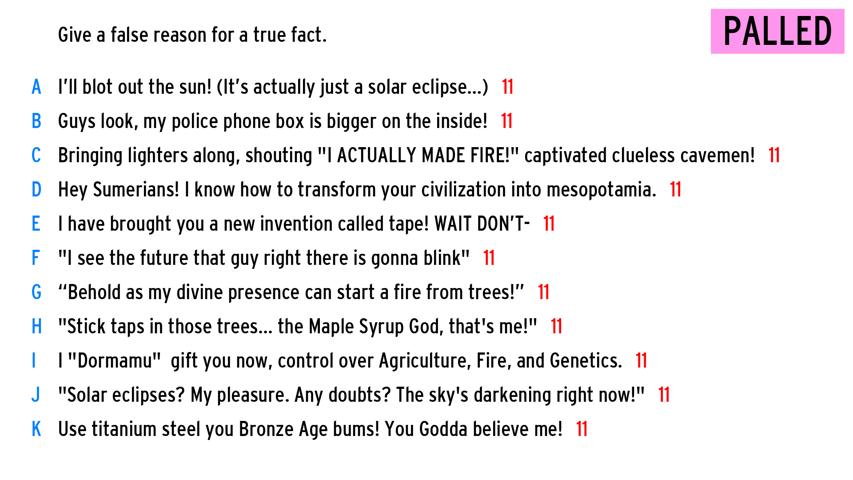 Give a false reason for a true fact.
PALLED
A I'll blot out the sun! (It's actually just a solar eclipse...) 11
B Guys look, my police phone box is bigger on the inside! 11
C Bringing lighters along, shouting "I ACTUALLY MADE FIRE!" captivated clueless cavemen! 11
D Hey Sumerians! I know how to transform your civilization into mesopotamia. 11
E I have brought you a new invention called tape! WAIT DON'T- 11
F "I see the future that guy right there is gonna blink" 11
G “Behold as my divine presence can start a fire from trees!” 11
H "Stick taps in those trees... the Maple Syrup God, that's me!" 11
I I "Dormamu" gift you now, control over Agriculture, Fire, and Genetics. 11
J "Solar eclipses? My pleasure. Any doubts? The sky's darkening right now!" 11
K Use titanium steel you Bronze Age bums! You Godda believe me! 11